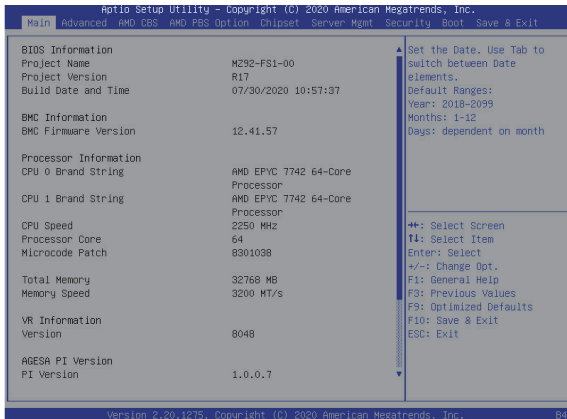 Aptio Setup Utility - Copyright (C) 2020 American Megatrends, Inc.
Main Advanced AMD CBS AMD PBS Option Chipset Server Mgmt Security Boot Save & Exit
BIOS Information
Project Name MZ92-FS1-00
Project Version R17
Build Date and Time 07/30/2020 10:57:37
BMC Information
BMC Firmware Version 12.41.57
Processor Information
CPU 0 Brand String AMD EPYC 7742 64-Core
Processor
CPU 1 Brand String AMD EPYC 7742 64-Core
Processor
CPU Speed 2250 MHz
Processor Core 64
Microcode Patch 8301038
Total Memory 32768 MB
Memory Speed 3200 MT/s
VR Information
Version 8048
AGESA PI Version
PI Version 1.0.0.7
Set the Date. Use Tab to
switch between Date
elements.
Default Ranges:
Year: 2018-2099
Months: 1-12
Days: dependent on month
→←: Select Screen
↑↓: Select Item
Enter: Select
+/-: Change Opt.
F1: General Help
F3: Previous Values
F9: Optimized Defaults
F10: Save & Exit
ESC: Exit
Version 2.20.1275. Copyright (C) 2020 American Megatrends, Inc.
B4